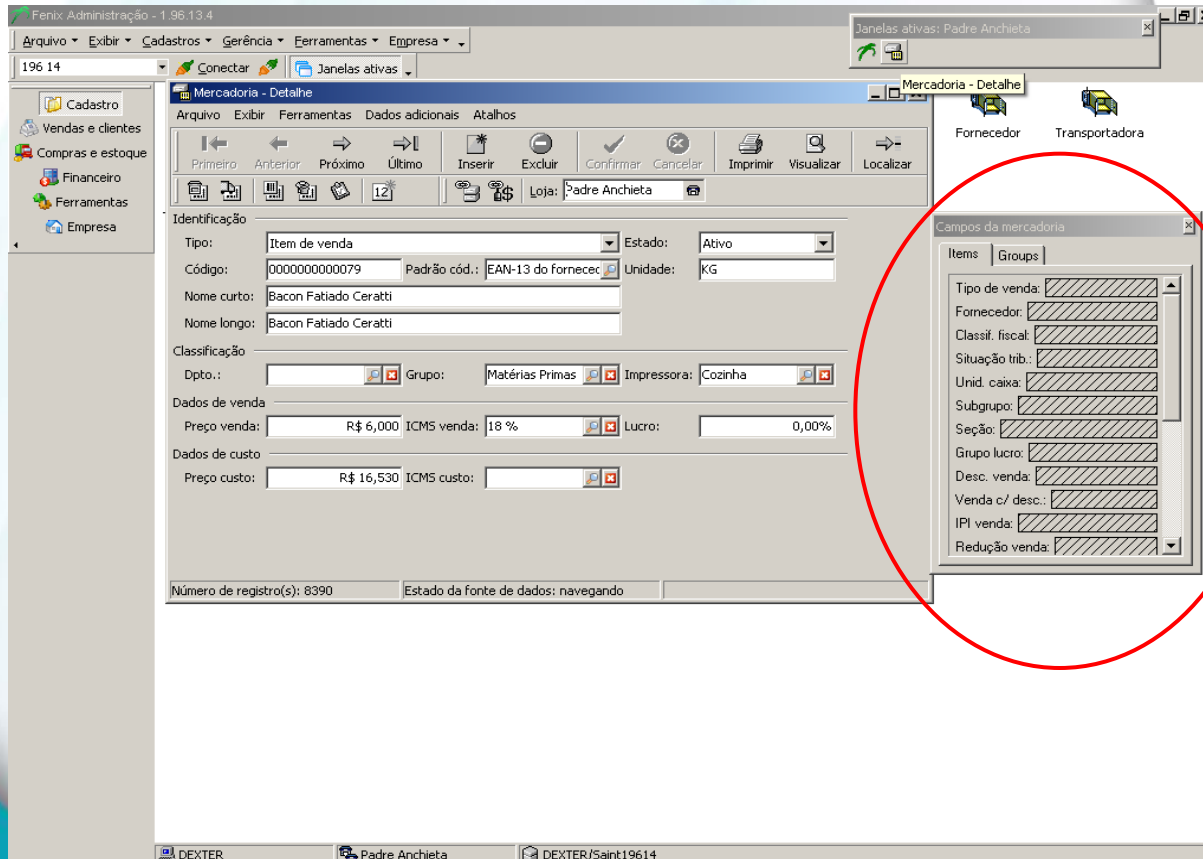 Fenix Administração - 1.96.13.4
Janelas ativas: Padre Anchieta
Arquivo Exibir Cadastros Gerência Ferramentas Empresa
196 14 Conectar Janelas ativas
Mercadoria - Detalhe
Cadastro
Vendas e clientes
Compras e estoque
Financeiro
Ferramentas
Empresa
Mercadoria - Detalhe
Fornecedor Transportadora
Arquivo Exibir Ferramentas Dados adicionais Atalhos
Primeiro Anterior Próximo Último Inserir Excluir Confirmar Cancelar Imprimir Visualizar Localizar
12 Loja: Padre Anchieta
Identificação
Tipo: Item de venda Estado: Ativo
Código: 0000000000079 Padrão cód.: EAN-13 do fornecec Unidade: KG
Nome curto: Bacon Fatiado Ceratti
Nome longo: Bacon Fatiado Ceratti
Classificação
Dpto.: Grupo: Matérias Primas Impressora: Cozinha
Dados de venda
Preço venda: R$ 6,000 ICMS venda: 18 % Lucro: 0,00%
Dados de custo
Preço custo: R$ 16,530 ICMS custo:
Número de registro(s): 8390 Estado da fonte de dados: navegando
Campos da mercadoria
Items Groups
Tipo de venda:
Fornecedor:
Classif. fiscal:
Situação trib.:
Unid. caixa:
Subgrupo:
Seção:
Grupo lucro:
Desc. venda:
Venda c/ desc.:
IPI venda:
Redução venda:
DEXTER Padre Anchieta DEXTER/Saint19614